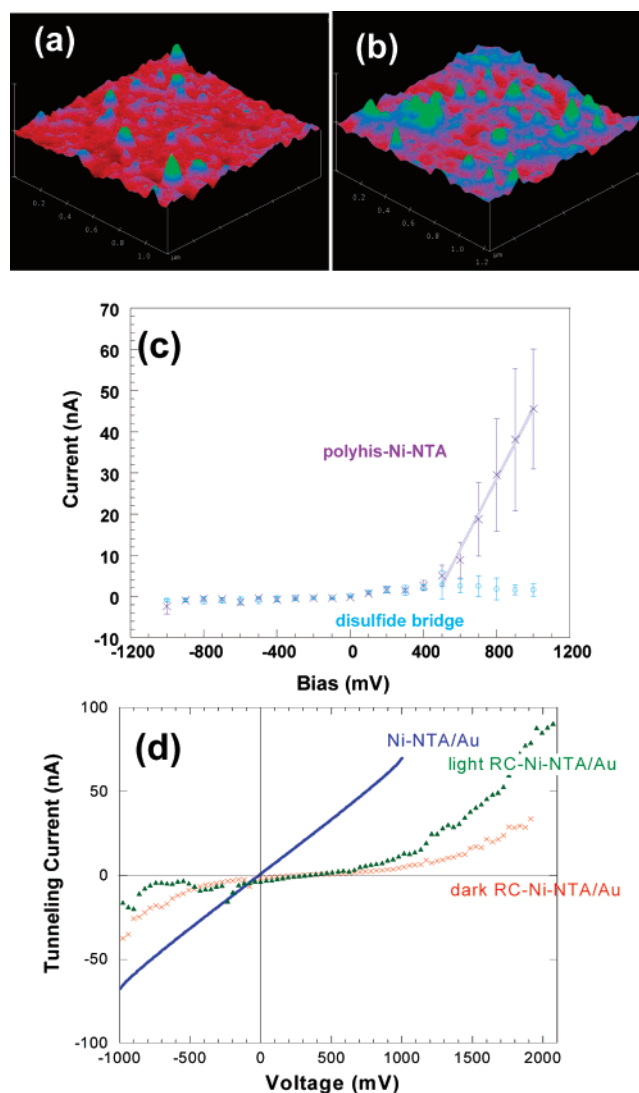 (a)
(b)
0.2
0.4
0.6
0.8
1.0
µm
0.2
0.4
0.6
0.8
1.0
1.2
µm
(c)
70
60
50
40
30
20
10
0
-10
Current (nA)
polyhis-Ni-NTA
disulfide bridge
-1200 -800 -400 0 400 800 1200
Bias (mV)
(d)
100
50
0
-50
-100
Tunneling Current (nA)
Ni-NTA/Au
light RC-Ni-NTA/Au
dark RC-Ni-NTA/Au
-1000 -500 0 500 1000 1500 2000
Voltage (mV)